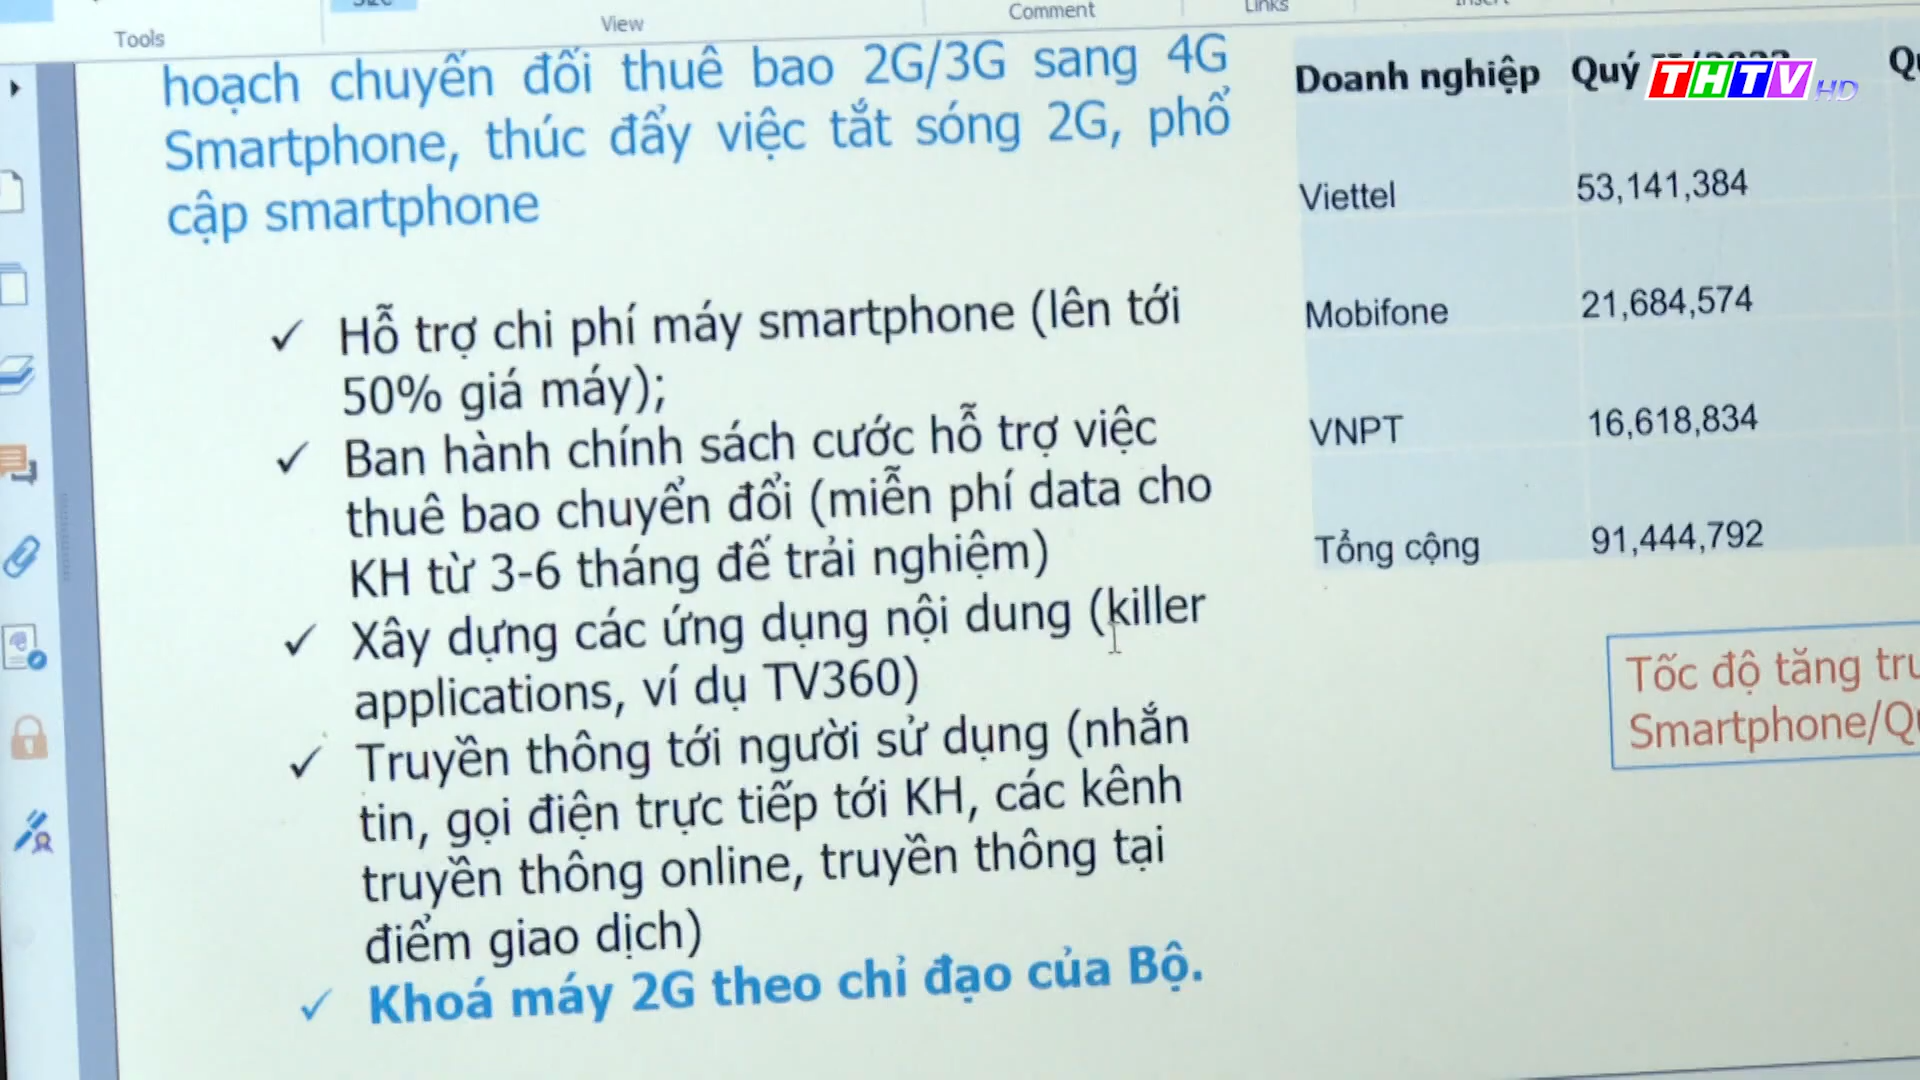 Tools
View
Comment
Links
hoạch chuyển đổi thuê bao 2G/3G sang 4G
Smartphone, thúc đẩy việc tắt sóng 2G, phổ
cập smartphone
✓ Hỗ trợ chi phí máy smartphone (lên tới
50% giá máy);
✓ Ban hành chính sách cước hỗ trợ việc
thuê bao chuyển đổi (miễn phí data cho
KH từ 3-6 tháng để trải nghiệm)
✓ Xây dựng các ứng dụng nội dung (killer
applications, ví dụ TV360)
✓ Truyền thông tới người sử dụng (nhắn
tin, gọi điện trực tiếp tới KH, các kênh
truyền thông online, truyền thông tại
điểm giao dịch)
✓ Khoá máy 2G theo chỉ đạo của Bộ.
Doanh nghiệp Quý
THTV HD
Viettel 53,141,384
Mobifone 21,684,574
VNPT 16,618,834
Tổng cộng 91,444,792
Tốc độ tăng
Smartphone/